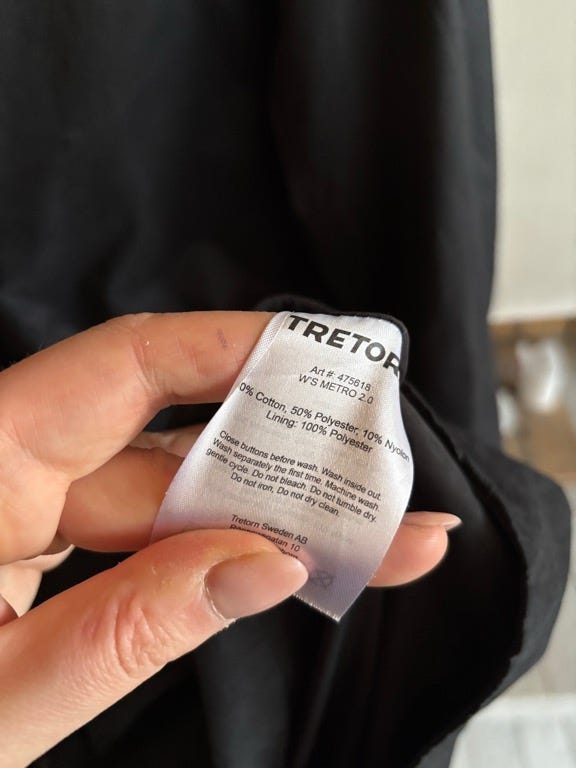 TRETOR
Art #: 475618
W'S METRO 2.0
0% Cotton, 50% Polyester, 10% Nylon
Lining: 100% Polyester
Close buttons before wash. Wash inside out.
Wash separately the first time. Machine wash.
gentle cycle. Do not bleach. Do not tumble dry.
Do not iron, Do not dry clean.
Tretorn Sweden AB
10